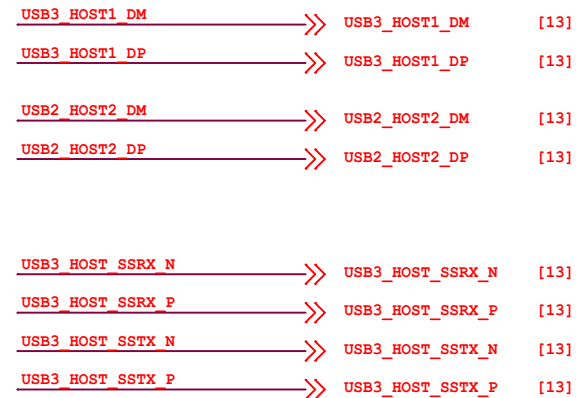 USB3_HOST1_DM USB3_HOST1_DM [13]
USB3_HOST1_DP USB3_HOST1_DP [13]
USB2_HOST2_DM USB2_HOST2_DM [13]
USB2_HOST2_DP USB2_HOST2_DP [13]
USB3_HOST_SSRX_N USB3_HOST_SSRX_N [13]
USB3_HOST_SSRX_P USB3_HOST_SSRX_P [13]
USB3_HOST_SSTX_N USB3_HOST_SSTX_N [13]
USB3_HOST_SSTX_P USB3_HOST_SSTX_P [13]